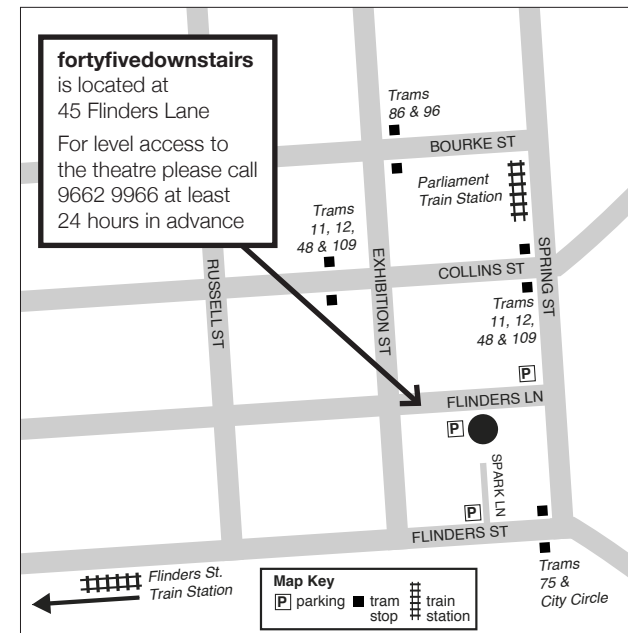 fortyfivedownstairs
is located at
45 Flinders Lane
For level access to
the theatre please call
9662 9966 at least
24 hours in advance
Trams
86 & 96
BOURKE ST
Parliament
Train Station
Trams
11, 12,
48 & 109
RUSSELL ST
EXHIBITION ST
SPRING ST
COLLINS ST
Trams
11, 12,
48 & 109
P
FLINDERS LN
P
SPARK LN
P
FLINDERS ST
Flinders St.
Train Station
Trams
75 &
City Circle
Map Key
P parking
tram
stop
train
station